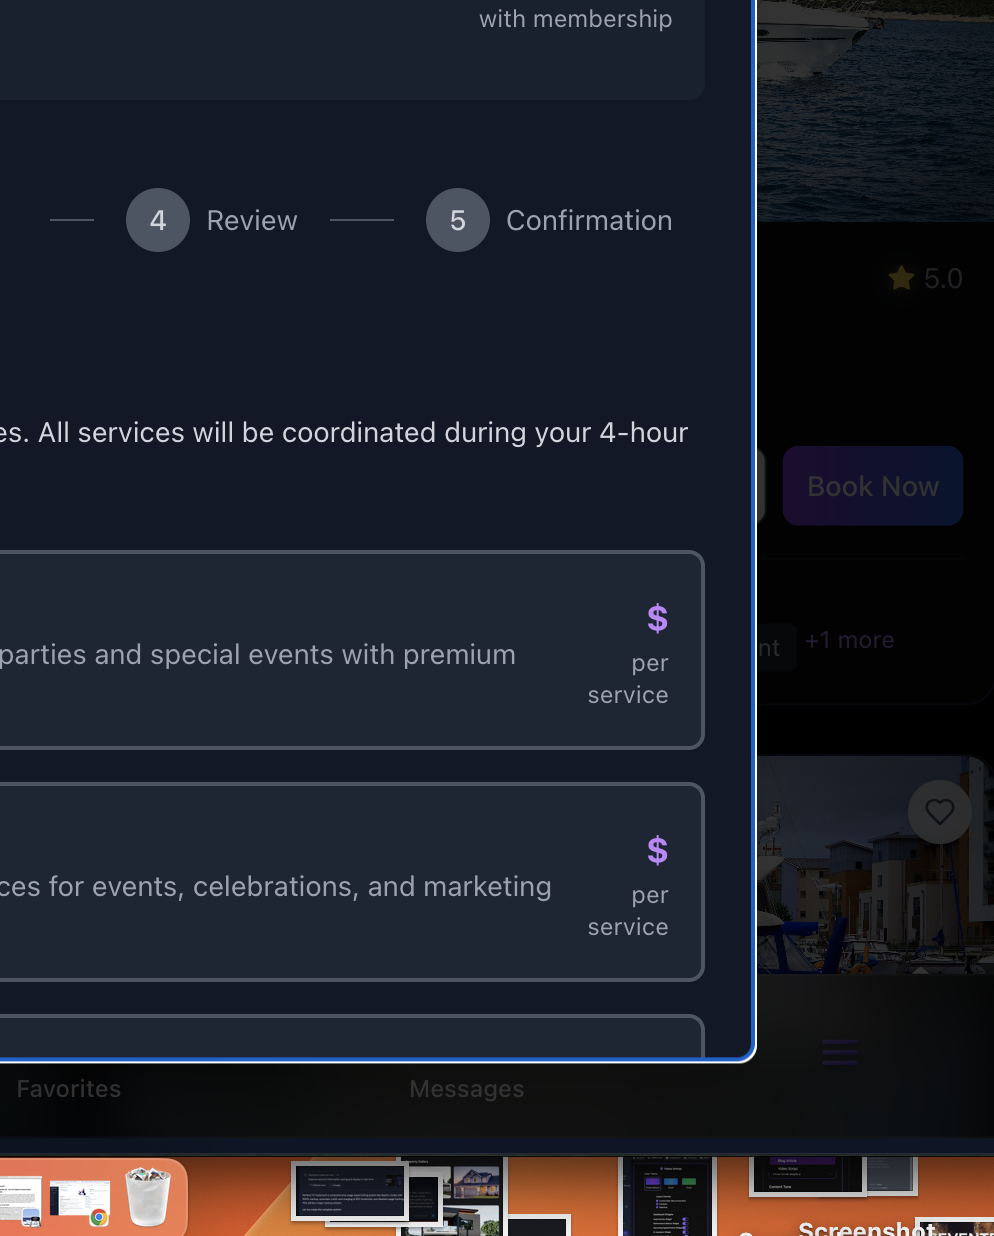 with membership
4 Review
5 Confirmation
5.0
es. All services will be coordinated during your 4-hour
Book Now
$
parties and special events with premium
per
service
nt
+1 more
$
ces for events, celebrations, and marketing
per
service
Favorites
Messages
Screenshot